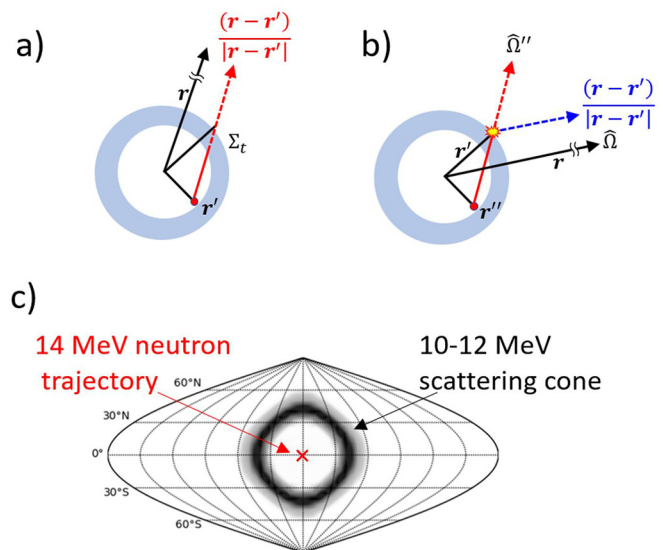 a)
(𝒓 − 𝒓′)
|𝒓 − 𝒓′|
𝒓
Σₜ
𝒓′
b)
Ω̂′′
(𝒓 − 𝒓′)
|𝒓 − 𝒓′|
𝒓′
Ω̂
𝒓
𝒓′′
c)
14 MeV neutron
trajectory
10-12 MeV
scattering cone
60°N
30°N
0°
30°S
60°S